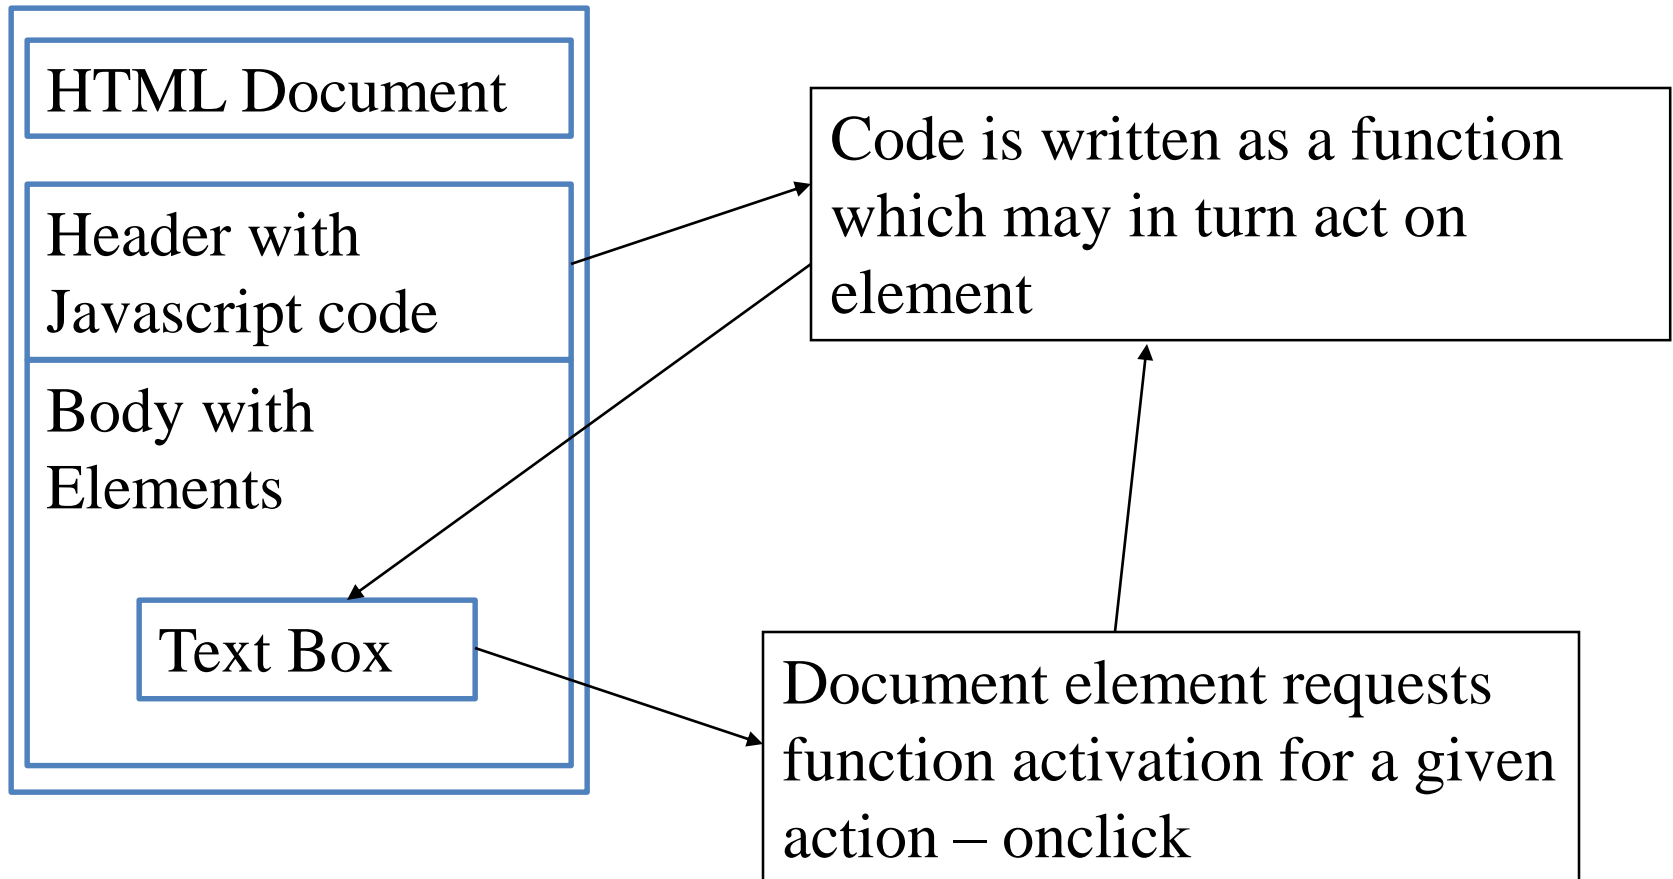 HTML Document
Header with
Javascript code
Body with
Elements
Text Box
Code is written as a function
which may in turn act on
element
Document element requests
function activation for a given
action – onclick